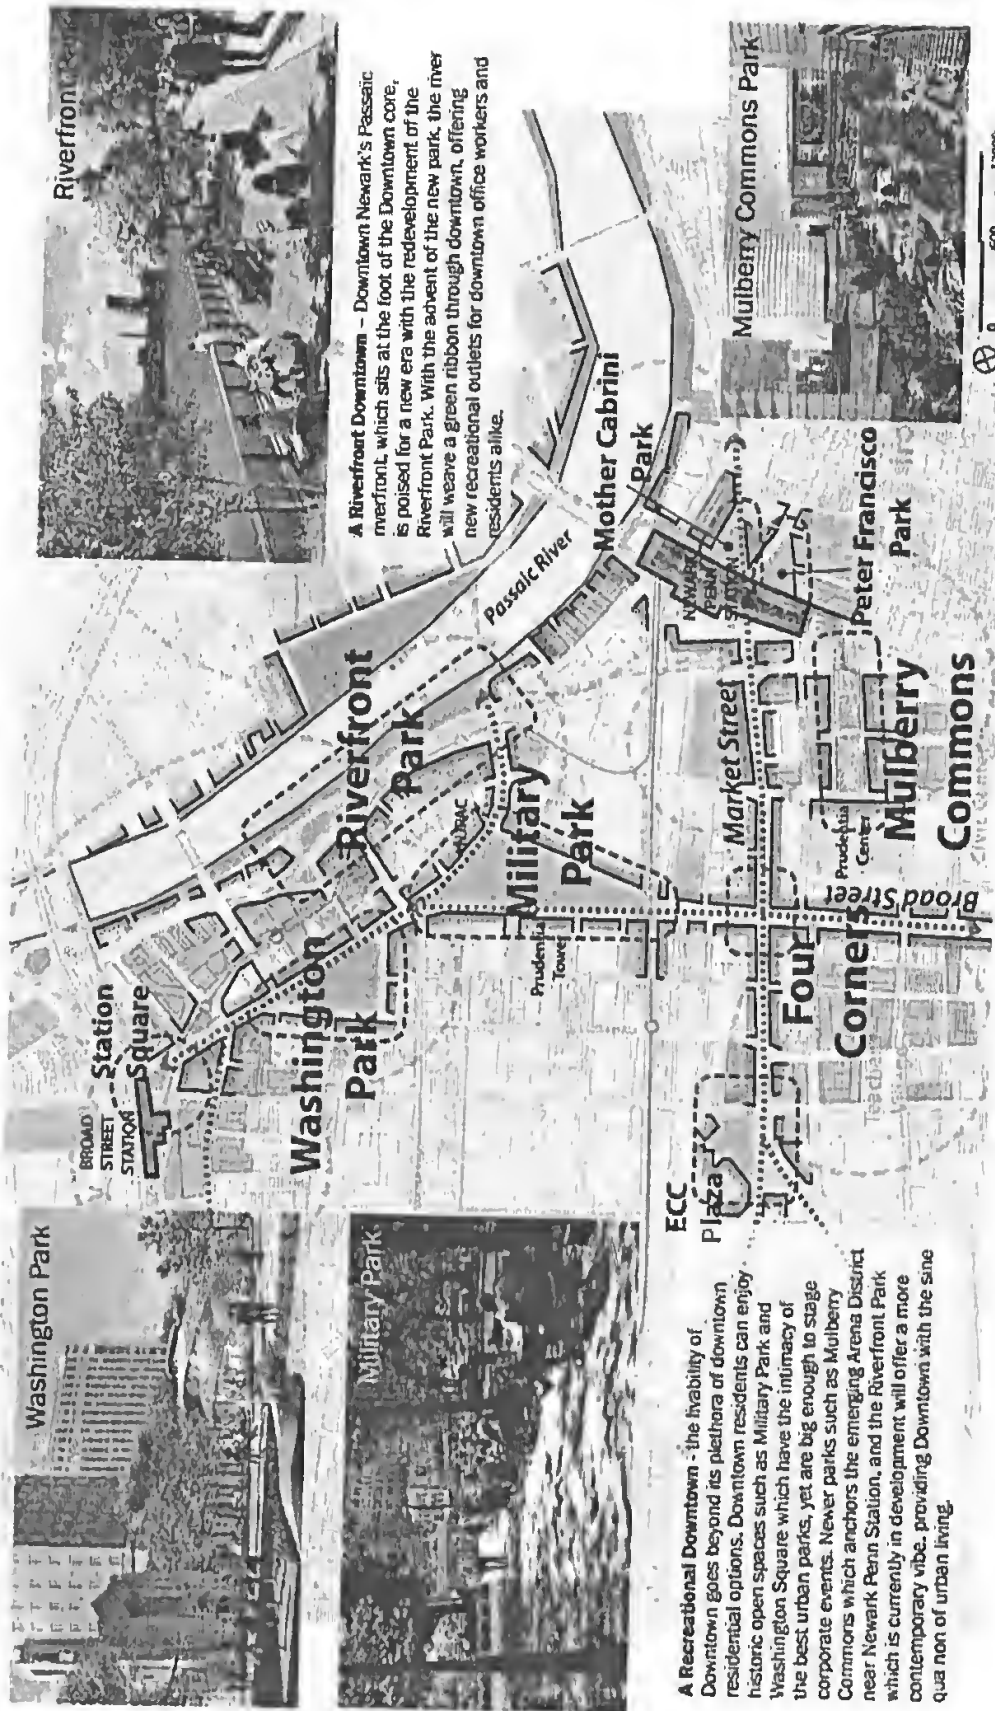 Washington Park
Military Park
A Recreational Downtown - the livability of
Downtown goes beyond its plethora of downtown
residential options. Downtown residents can enjoy
historic open spaces such as Military Park and
Washington Square which have the intimacy of
the best urban parks, yet are big enough to stage
corporate events. Newer parks such as Mulberry
Commons which anchors the emerging Arena District
near Newark Penn Station, and the Riverfront Park
which is currently in development will offer a more
contemporary vibe, providing Downtown with the sine
qua non of urban living.
BROAD
STREET
STATION
Station
Square
Washington
Park
Riverfront
Park
NJPAC
Military
Park
Prudential
Tower
Passaic River
Mother Cabrini
Park
NEWARK
PENN
STATION
Market Street
ECC
Plaza
Four
Corners
Broad Street
Prudential
Center
Mulberry
Commons
Peter Francisco
Park
Riverfront Park
A Riverfront Downtown – Downtown Newark's Passaic
riverfront, which sits at the foot of the Downtown core,
is poised for a new era with the redevelopment of the
Riverfront Park. With the advent of the new park, the river
will weave a green ribbon through downtown, offering
new recreational outlets for downtown office workers and
residents alike.
Mulberry Commons Park
0
600